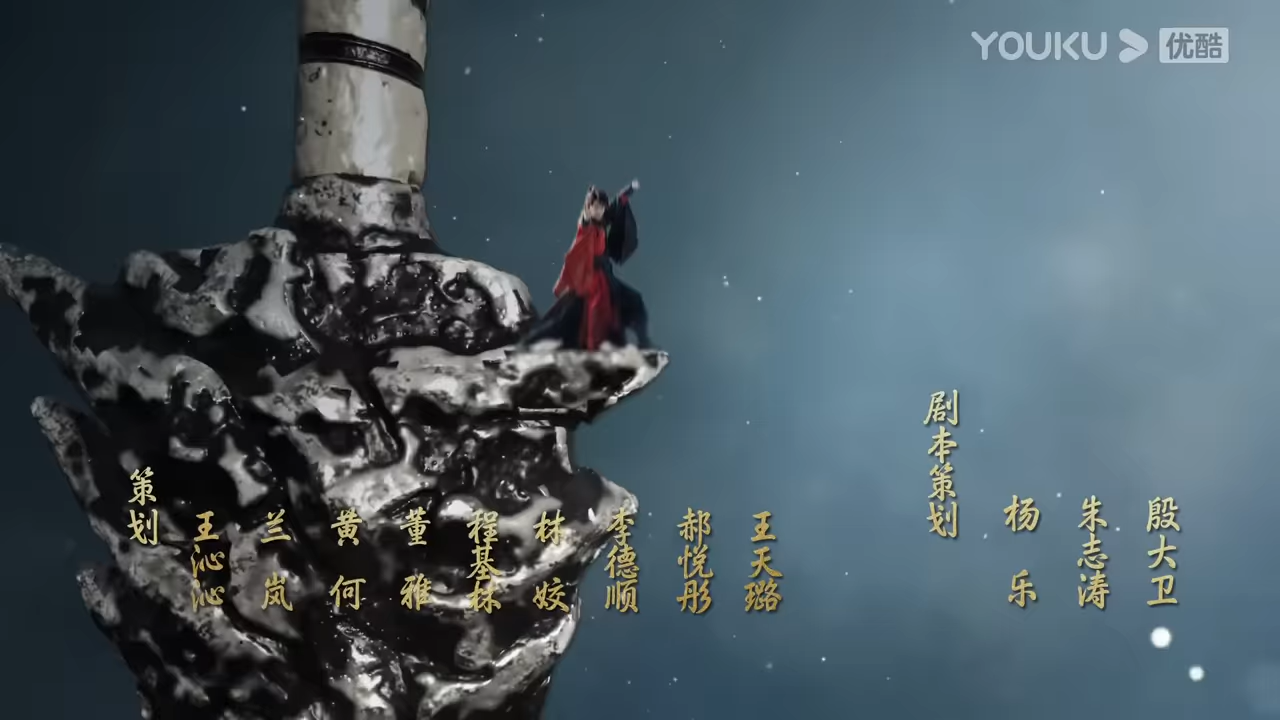 YOUKU 优酷
策划
王沁沁
兰岚
黄何
董雅
程基林
林姣
李德顺
郝悦彤
王天璐
剧本策划
杨乐
朱志涛
殷大卫